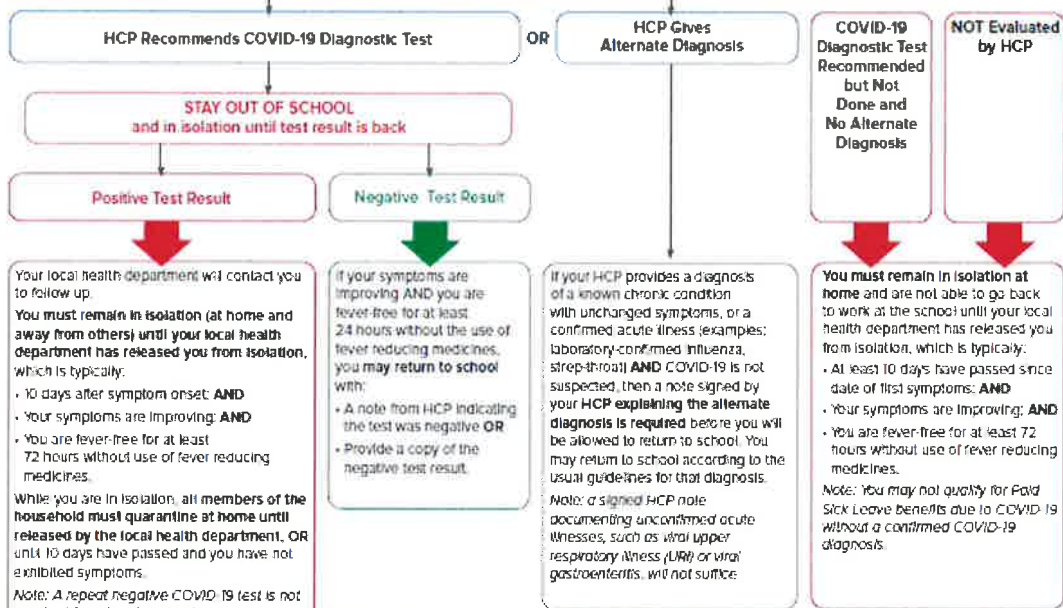 HCP Recommends COVID-19 Diagnostic Test
OR
HCP Gives
Alternate Diagnosis
COVID-19
Diagnostic Test
Recommended
but Not
Done and
No Alternate
Diagnosis
NOT Evaluated
by HCP
STAY OUT OF SCHOOL
and in isolation until test result is back
Positive Test Result
Negative Test Result
Your local health department will contact you
to follow up.
You must remain in isolation (at home and
away from others) until your local health
department has released you from isolation,
which is typically:
• 10 days after symptom onset; AND
• Your symptoms are improving; AND
• You are fever-free for at least
72 hours without use of fever reducing
medicines.
While you are in isolation, all members of the
household must quarantine at home until
released by the local health department, OR
until 10 days have passed and you have not
exhibited symptoms.
Note: A repeat negative COVID-19 test is not
If your symptoms are
improving AND you are
fever-free for at least
24 hours without the use of
fever reducing medicines,
you may return to school
with:
• A note from HCP indicating
the test was negative OR
• Provide a copy of the
negative test result.
If your HCP provides a diagnosis
of a known chronic condition
with unchanged symptoms, or a
confirmed acute illness (examples:
laboratory-confirmed influenza,
strep-throat) AND COVID-19 is not
suspected, then a note signed by
your HCP explaining the alternate
diagnosis is required before you will
be allowed to return to school. You
may return to school according to the
usual guidelines for that diagnosis.
Note: a signed HCP note
documenting unconfirmed acute
illnesses, such as viral upper
respiratory illness (URI) or viral
gastroenteritis, will not suffice
You must remain in isolation at
home and are not able to go back
to work at the school until your local
health department has released you
from isolation, which is typically:
• At least 10 days have passed since
date of first symptoms; AND
• Your symptoms are improving; AND
• You are fever-free for at least 72
hours without use of fever reducing
medicines.
Note: You may not qualify for Paid
Sick Leave benefits due to COVID-19
without a confirmed COVID-19
diagnosis.